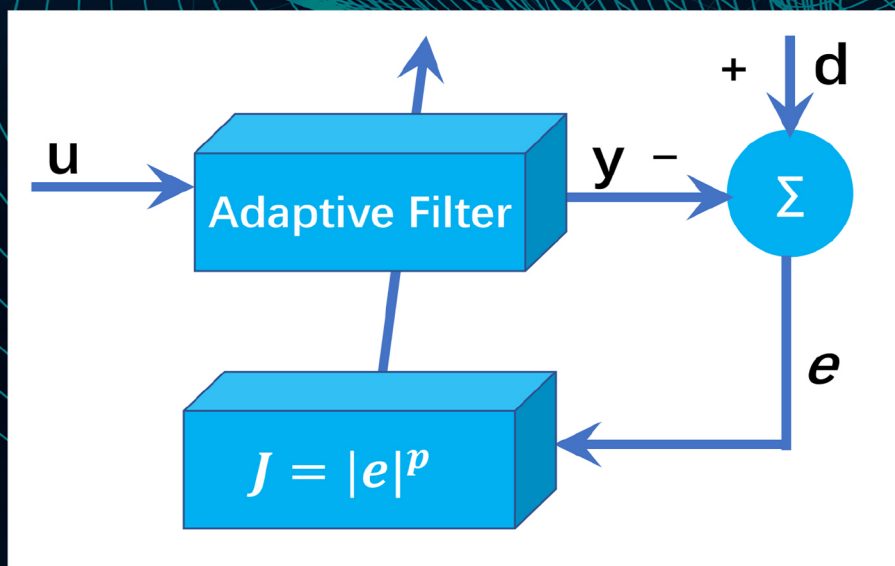 + d
u
y −
Adaptive Filter
Σ
e
J = |e|ᵖ